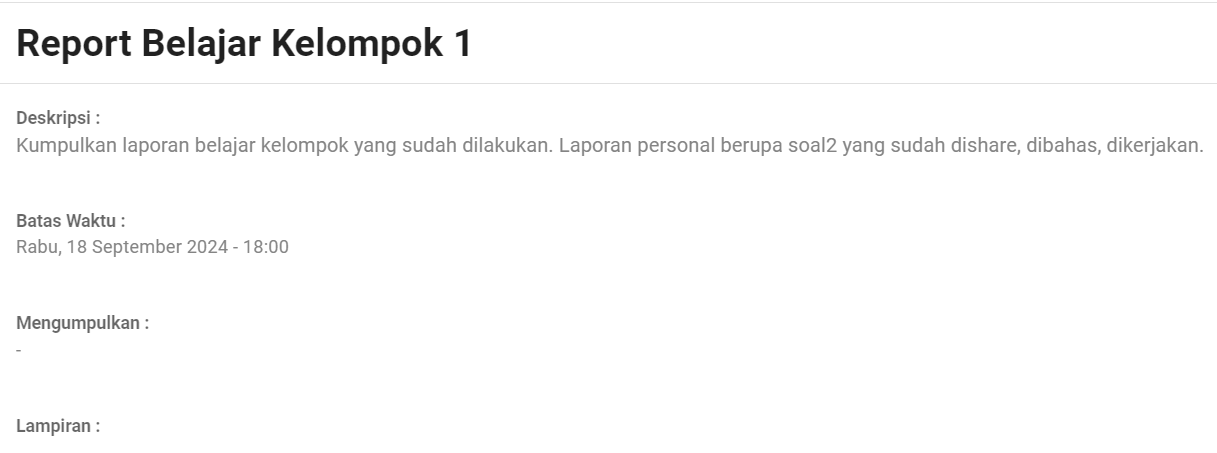 Report Belajar Kelompok 1
Deskripsi :
Kumpulkan laporan belajar kelompok yang sudah dilakukan. Laporan personal berupa soal2 yang sudah dishare, dibahas, dikerjakan.
Batas Waktu :
Rabu, 18 September 2024 - 18:00
Mengumpulkan :
-
Lampiran :